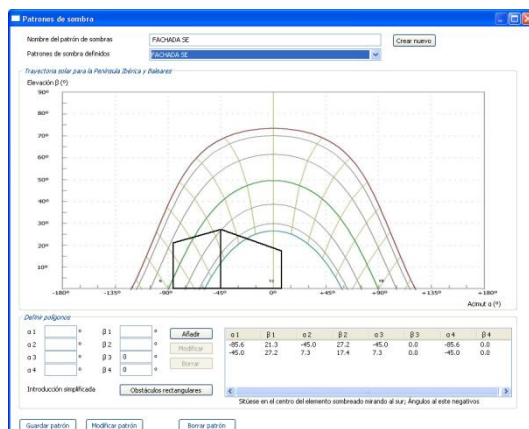 Patrones de sombra
Nombre del patrón de sombras FACHADA SE Crear nuevo
Patrones de sombra definidos FACHADA SE
Trayectoria solar para la Península Ibérica y Baleares
Elevación β (º)
90º
80º
70º
60º
50º
40º
30º
20º
10º
-180º -135º -90º -45º 0º +45º +90º +135º +180º
Acimut α (º)
Definir polígonos
α 1 º β 1 º Añadir
α 2 º β 2 º Modificar
α 3 º β 3 0 º Borrar
α 4 º β 4 0 º
Introducción simplificada Obstáculos rectangulares
α 1 β 1 α 2 β 2 α 3 β 3 α 4 β 4
-85.6 21.3 -45.0 27.2 -45.0 0.0 -85.6 0.0
-45.0 27.2 7.3 17.4 7.3 0.0 -45.0 0.0
Sitúese en el centro del elemento sombreado mirando al sur; Ángulos al este negativos
Guardar patrón Modificar patrón Borrar patrón